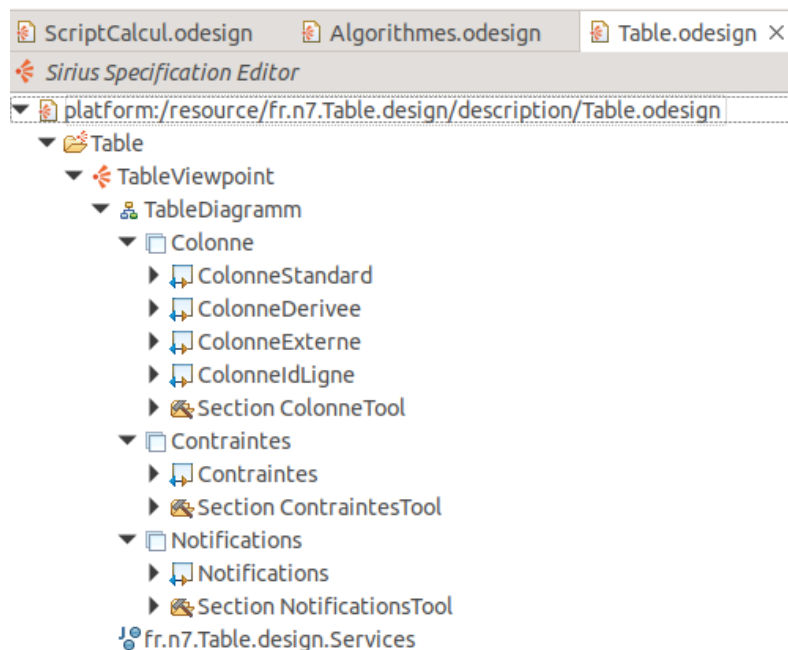 ScriptCalcul.odesign Algorithmes.odesign Table.odesign ×
Sirius Specification Editor
platform:/resource/fr.n7.Table.design/description/Table.odesign
Table
TableViewpoint
TableDiagramm
Colonne
ColonneStandard
ColonneDerivee
ColonneExterne
ColonneIdLigne
Section ColonneTool
Contraintes
Contraintes
Section ContraintesTool
Notifications
Notifications
Section NotificationsTool
fr.n7.Table.design.Services